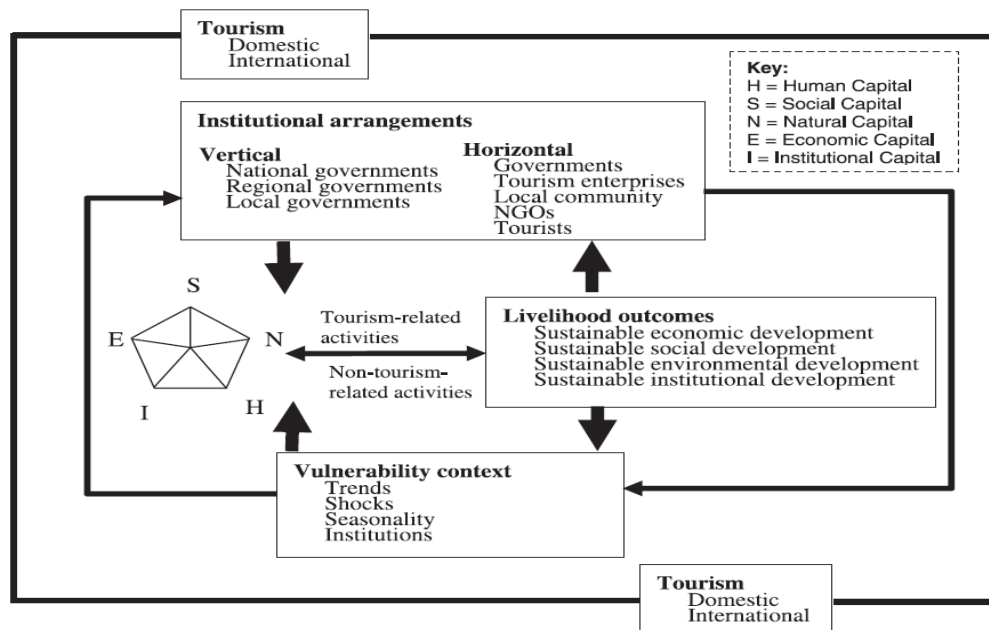 Tourism
Domestic
International
Key:
H = Human Capital
S = Social Capital
N = Natural Capital
E = Economic Capital
I = Institutional Capital
Institutional arrangements
Vertical
National governments
Regional governments
Local governments
Horizontal
Governments
Tourism enterprises
Local community
NGOs
Tourists
S
E
N
I
H
Tourism-related
activities
Non-tourism-
related activities
Livelihood outcomes
Sustainable economic development
Sustainable social development
Sustainable environmental development
Sustainable institutional development
Vulnerability context
Trends
Shocks
Seasonality
Institutions
Tourism
Domestic
International